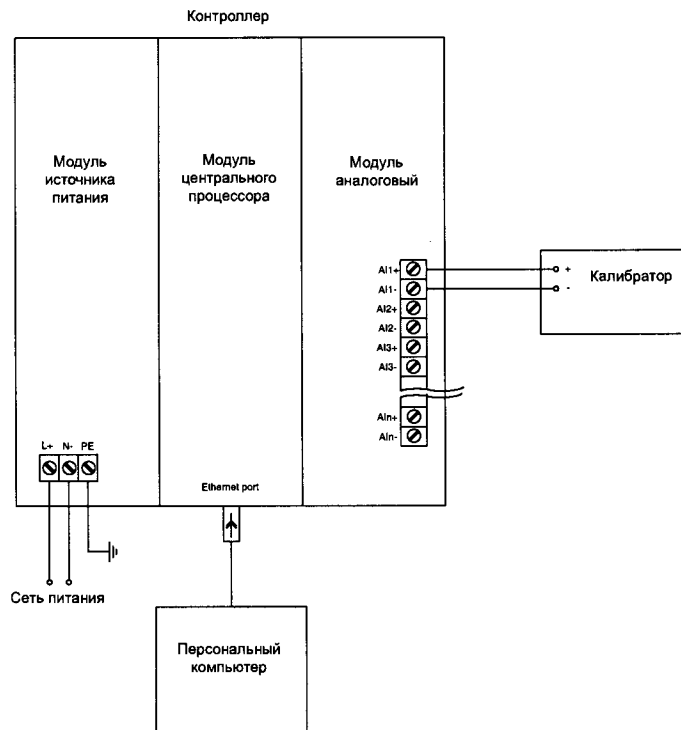 Контроллер
Модуль
источника
питания
Модуль
центрального
процессора
Модуль
аналоговый
AI1+
AI1-
AI2+
AI2-
AI3+
AI3-
AIn+
AIn-
+
-
Калибратор
L+ N- PE
Ethernet port
Сеть питания
Персональный
компьютер